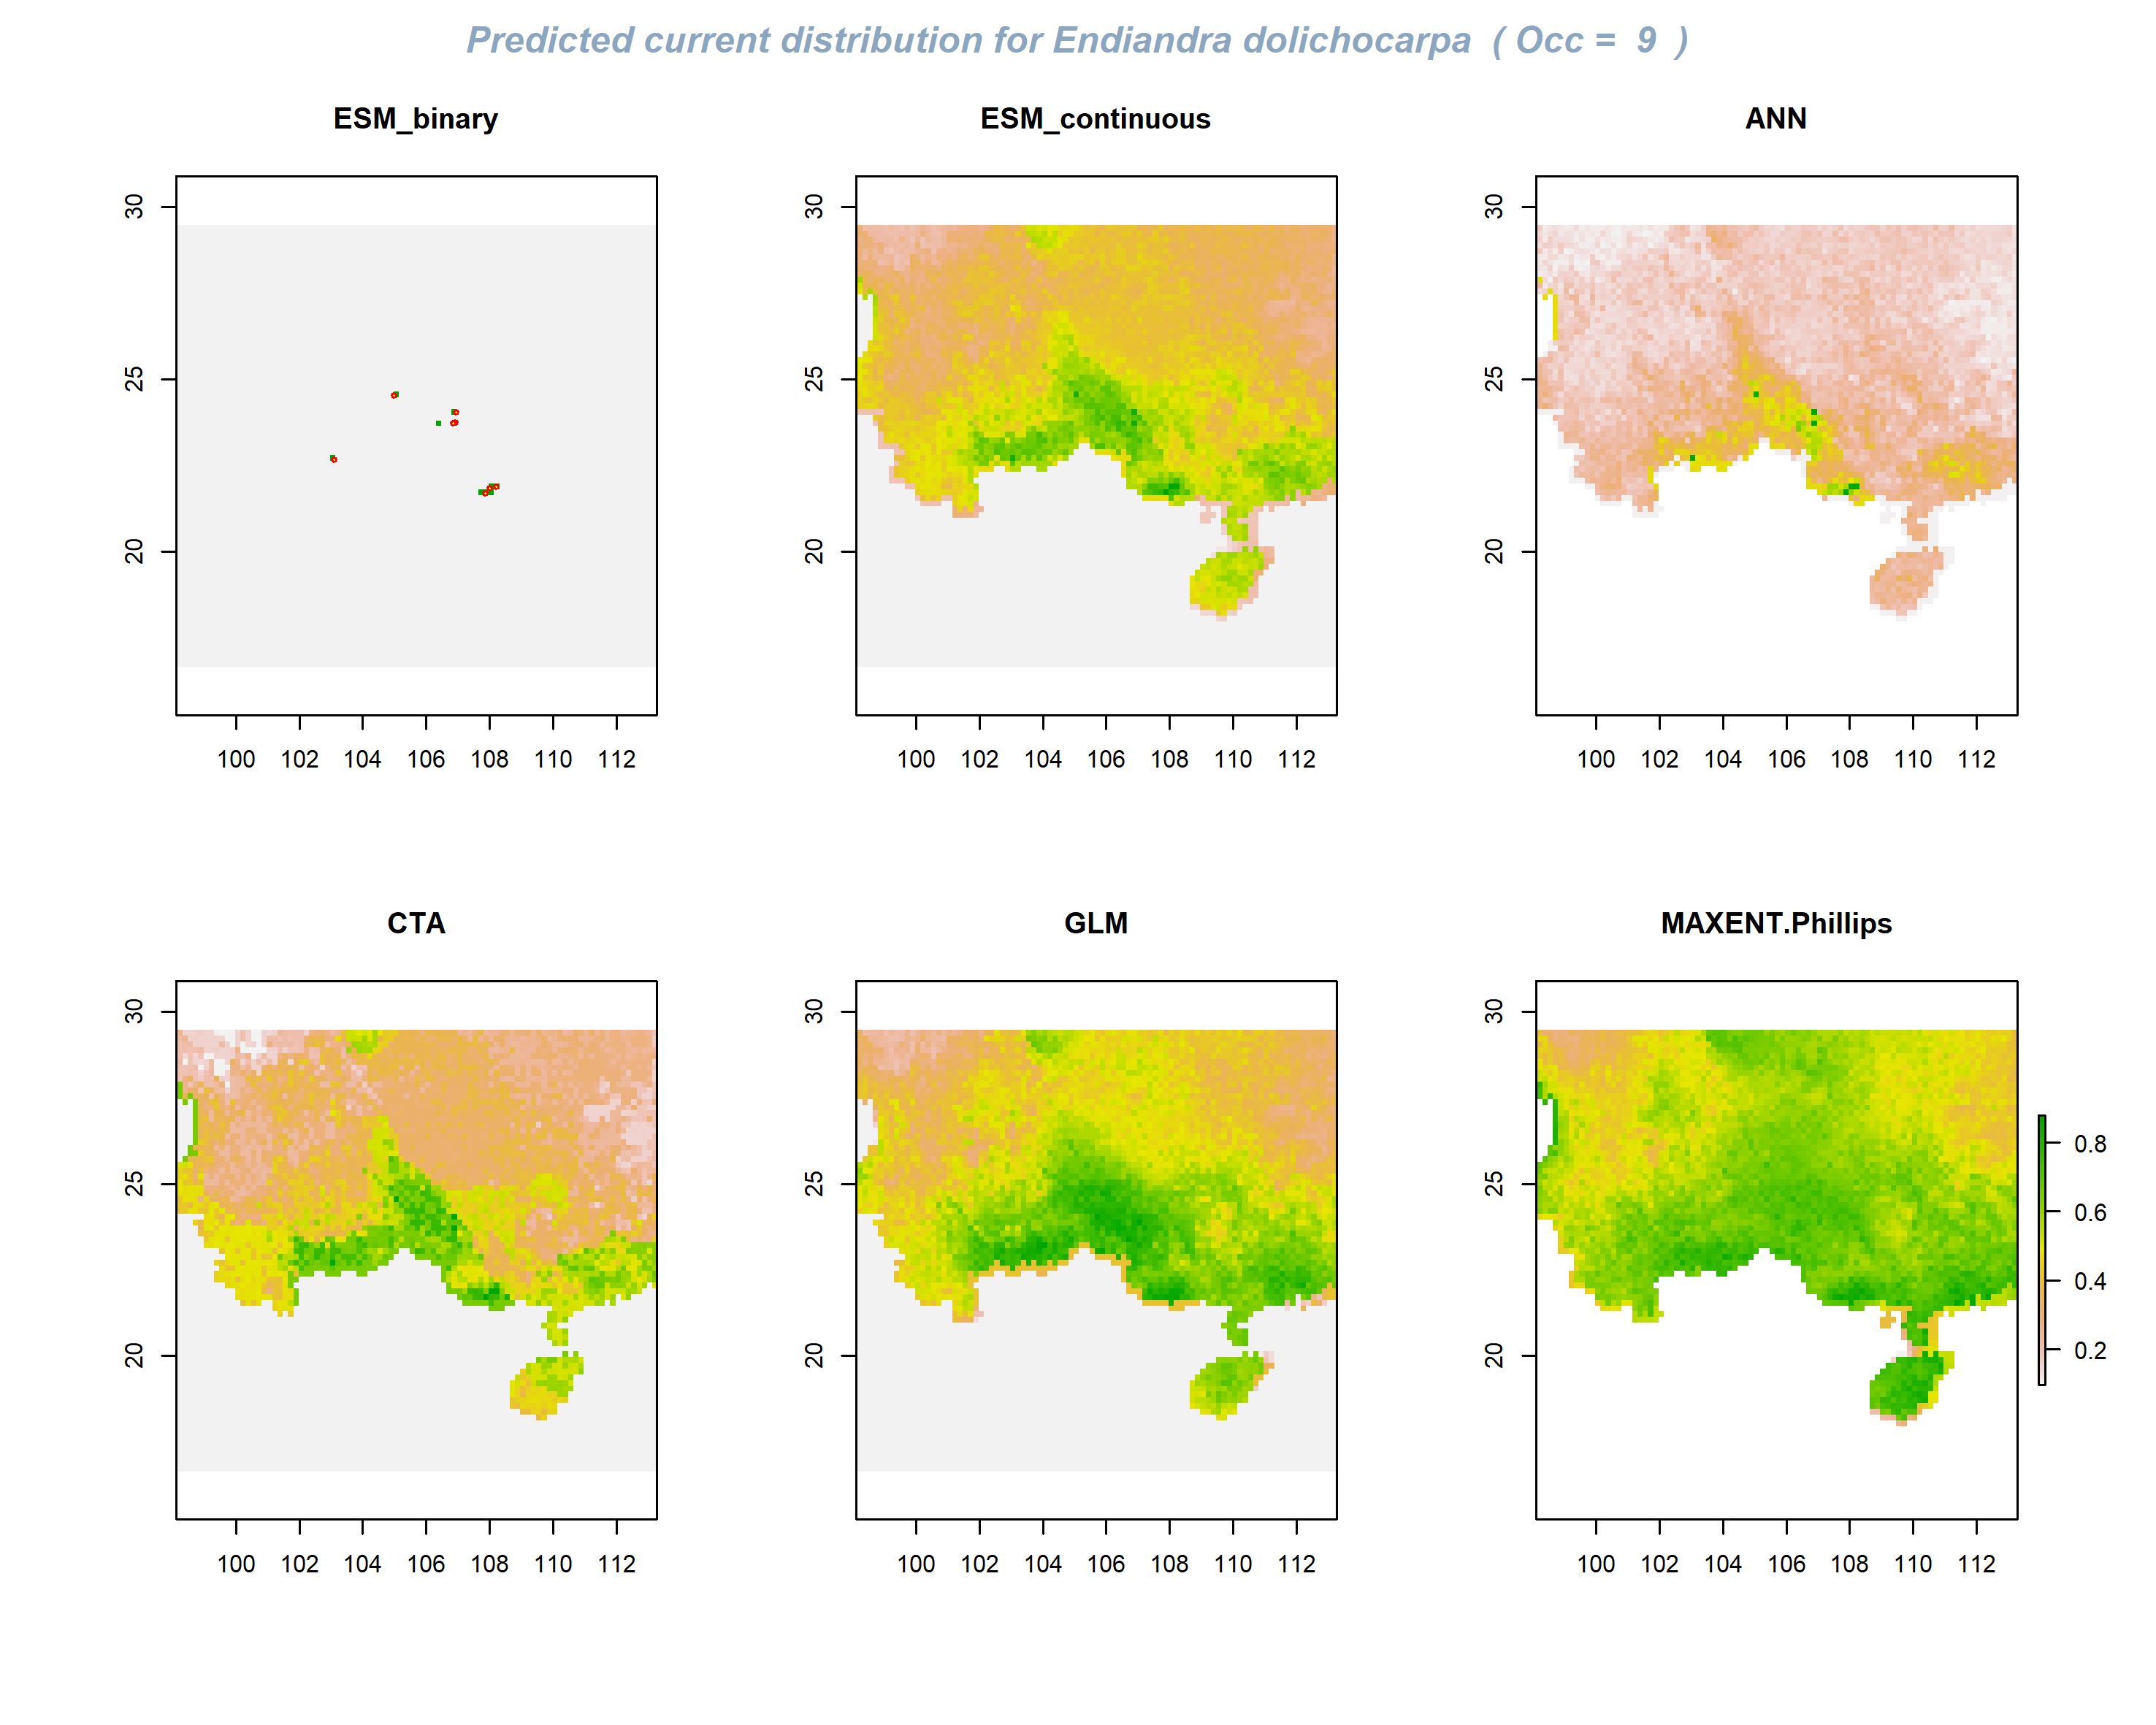 Predicted current distribution for Endiandra dolichocarpa ( Occ = 9 )
ESM_binary
30
25
20
100 102 104 106 108 110 112
ESM_continuous
30
25
20
100 102 104 106 108 110 112
ANN
30
25
20
100 102 104 106 108 110 112
CTA
30
25
20
100 102 104 106 108 110 112
GLM
30
25
20
100 102 104 106 108 110 112
MAXENT.Phillips
30
25
20
100 102 104 106 108 110 112
0.8
0.6
0.4
0.2